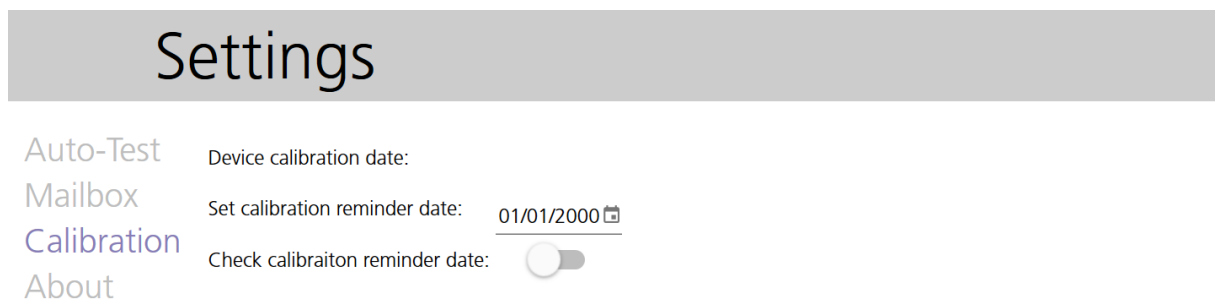 Settings
Auto-Test
Mailbox
Calibration
About
Device calibration date:
Set calibration reminder date: 01/01/2000
Check calibraiton reminder date: